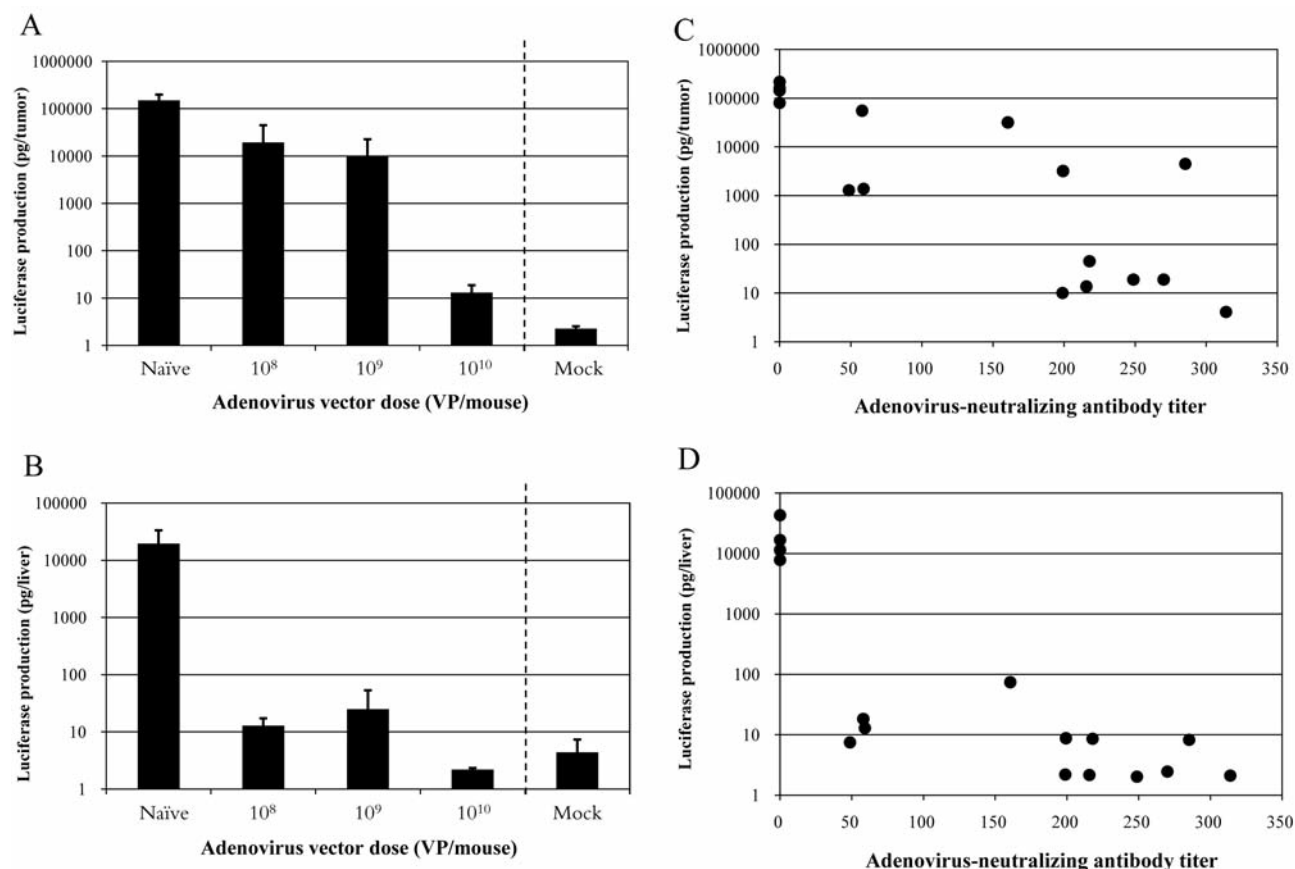 A
Luciferase production (pg/tumor)
1000000
100000
10000
1000
100
10
1
Naïve 10⁸ 10⁹ 10¹⁰ Mock
Adenovirus vector dose (VP/mouse)
B
Luciferase production (pg/liver)
100000
10000
1000
100
10
1
Naïve 10⁸ 10⁹ 10¹⁰ Mock
Adenovirus vector dose (VP/mouse)
C
Luciferase production (pg/tumor)
1000000
100000
10000
1000
100
10
1
0 50 100 150 200 250 300 350
Adenovirus-neutralizing antibody titer
D
Luciferase production (pg/liver)
100000
10000
1000
100
10
1
0 50 100 150 200 250 300 350
Adenovirus-neutralizing antibody titer